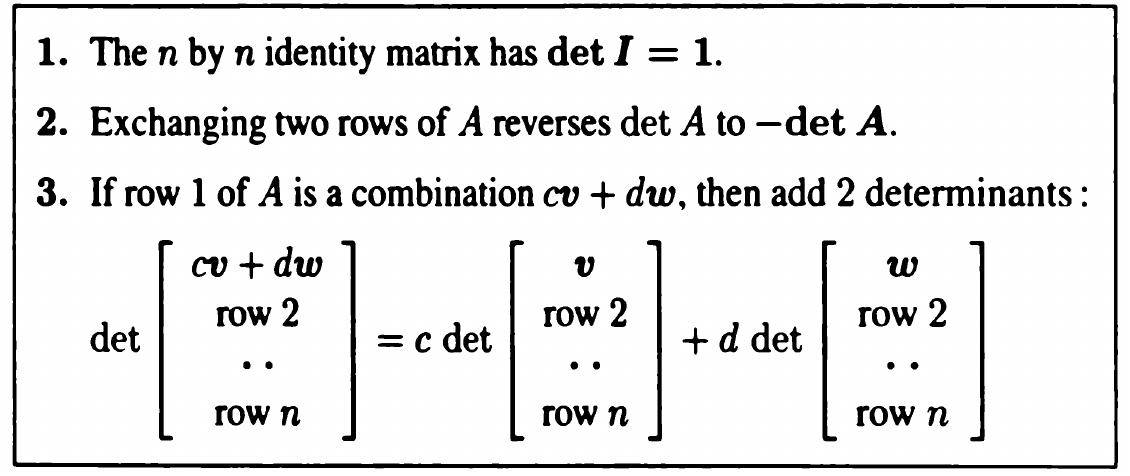 1. The n by n identity matrix has det I = 1.
2. Exchanging two rows of A reverses det A to −det A.
3. If row 1 of A is a combination cv + dw, then add 2 determinants :
det [ cv + dw row 2 . . row n ] = c det [ v row 2 . . row n ] + d det [ w row 2 . . row n ]